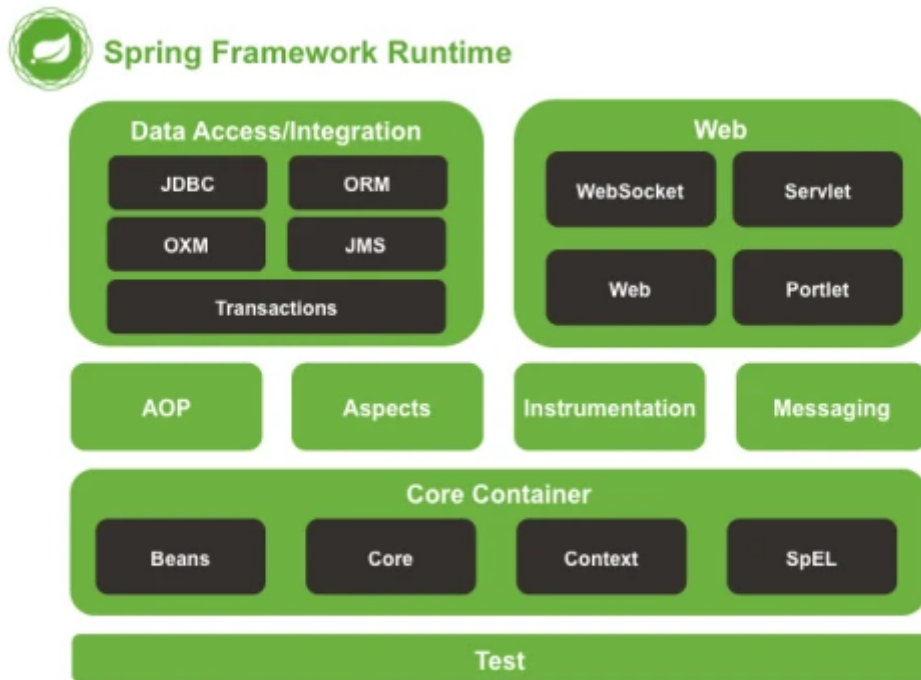 Spring Framework Runtime
Data Access/Integration
JDBC
ORM
OXM
JMS
Transactions
Web
WebSocket
Servlet
Web
Portlet
AOP
Aspects
Instrumentation
Messaging
Core Container
Beans
Core
Context
SpEL
Test